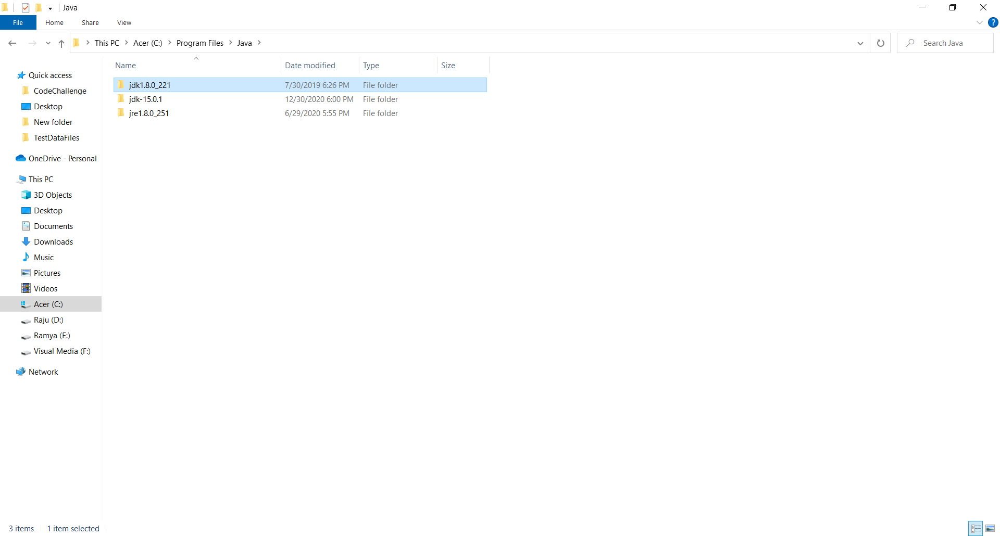 Java
File Home Share View
This PC Acer (C:) Program Files Java
Search Java
Name Date modified Type Size
jdk1.8.0_221 7/30/2019 6:26 PM File folder
jdk-15.0.1 12/30/2020 6:00 PM File folder
jre1.8.0_251 6/29/2020 5:55 PM File folder
Quick access
CodeChallenge
Desktop
New folder
TestDataFiles
OneDrive - Personal
This PC
3D Objects
Desktop
Documents
Downloads
Music
Pictures
Videos
Acer (C:)
Raju (D:)
Ramya (E:)
Visual Media (F:)
Network
3 items 1 item selected